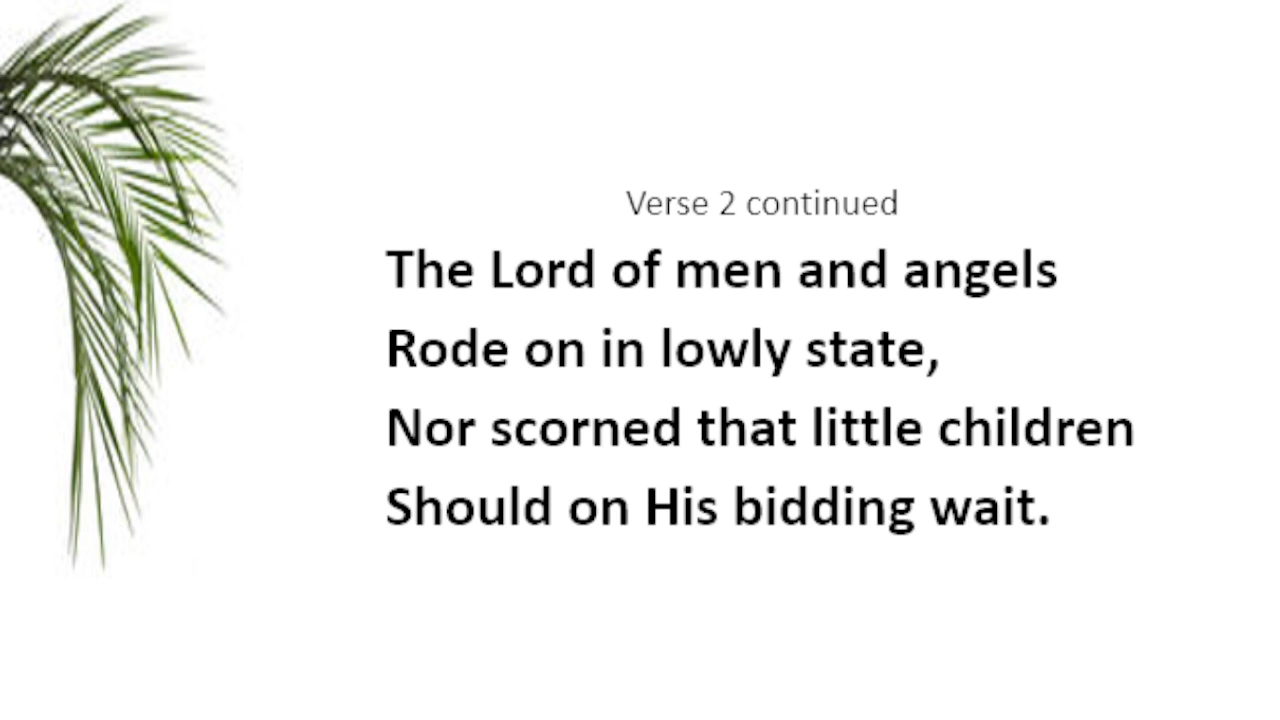 Verse 2 continued
The Lord of men and angels
Rode on in lowly state,
Nor scorned that little children
Should on His bidding wait.